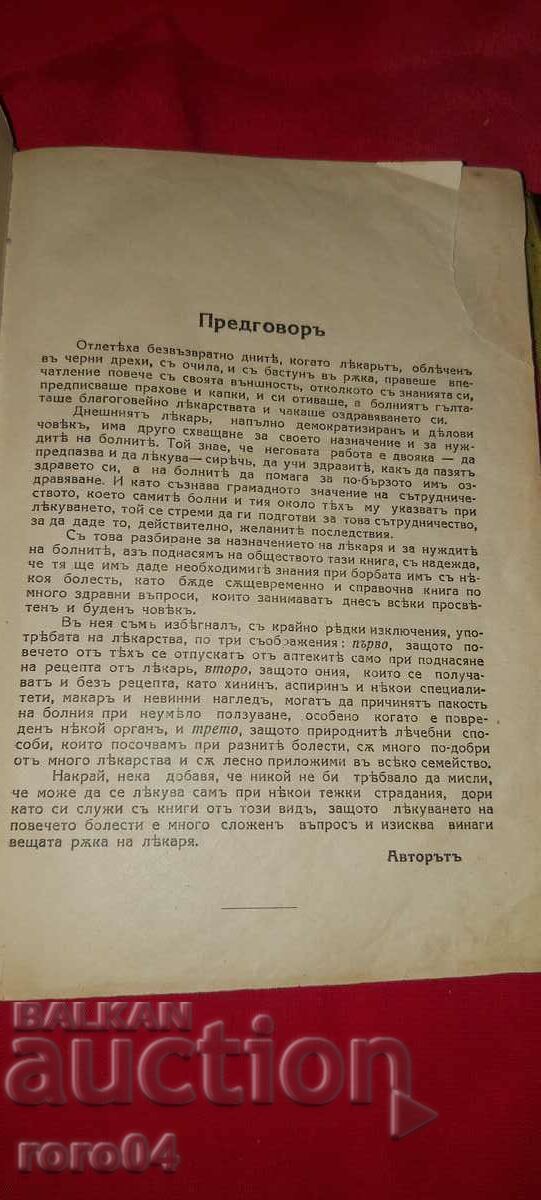 Предговоръ
Отлетѣха безвъзвратно дните, когато лѣкарьтъ, облѣченъ
въ черни дрехи, съ очила, и съ бастунъ въ рѫка, правеше впе-
чатление повече съ своята външность, отколкото съ знанията си,
предписваше прахове и капки, и си отиваше, а болниятъ гълта-
таше благоговейно лѣкарствата и чакаше оздравяването си.
Днешниятъ лѣкарь, напълно демократизиранъ и дѣлови
човѣкъ, има друго схващане за своето назначение и за нуж-
дитѣ на болнитѣ. Той знае, че неговата работа е двояка — да
предпазва и да лѣкува — сиречь, да учи здравитѣ, какъ да пазятъ
здравето си, а на болнитѣ да помага за по-бързото имъ оз-
дравяване. И като съзнава грамадното значение на сътрудниче-
ството, което самитѣ болни и тия около тѣхъ му указватъ при
лѣкуването, той се стреми да ги подготви за това сътрудничество,
за да даде то, действително, желанитѣ последствия.
Съ това разбиране за назначението на лѣкаря и за нуждитѣ
на болнитѣ, азъ поднасямъ на обществото тази книга, съ надежда,
че тя ще имъ даде необходимитѣ знания при борбата имъ съ нѣ-
коя болесть, като бѫде сѫщевременно и справочна книга по
много здравни въпроси, които занимаватъ днесъ всѣки просвѣ-
тенъ и буденъ човѣкъ.
Въ нея съмь избѣгналъ, съ крайно рѣдки изключения, упо-
трѣбата на лѣкарства, по три съображения: първо, защото по-
вечето отъ тѣхъ се отпускатъ отъ аптекитѣ само при поднасяне
на рецепта отъ лѣкарь, второ, защото ония, които се получа-
ватъ и безъ рецепта, като хининъ, аспиринъ и нѣкои специали-
тети, макаръ и невинни нагледъ, могатъ да причинятъ пакость
на болния при неумѣло ползуване, особено когато е повре-
денъ нѣкой органъ, и трето, защото природнитѣ лѣчебни спо-
соби, които посочвамъ при разнитѣ болести, сѫ много по-добри
отъ много лѣкарства и сѫ лесно приложими въ всѣко семейство.
Накрай, нека добавя, че никой не би трѣбвало да мисли,
че може да се лѣкува самъ при нѣкои тежки страдания, дори
като си служи съ книги отъ този видъ, защото лѣкуването на
повечето болести е много сложенъ въпросъ и изисква винаги
вещата рѫка на лѣкаря.
Авторътъ
BALKAN
auction
roro04